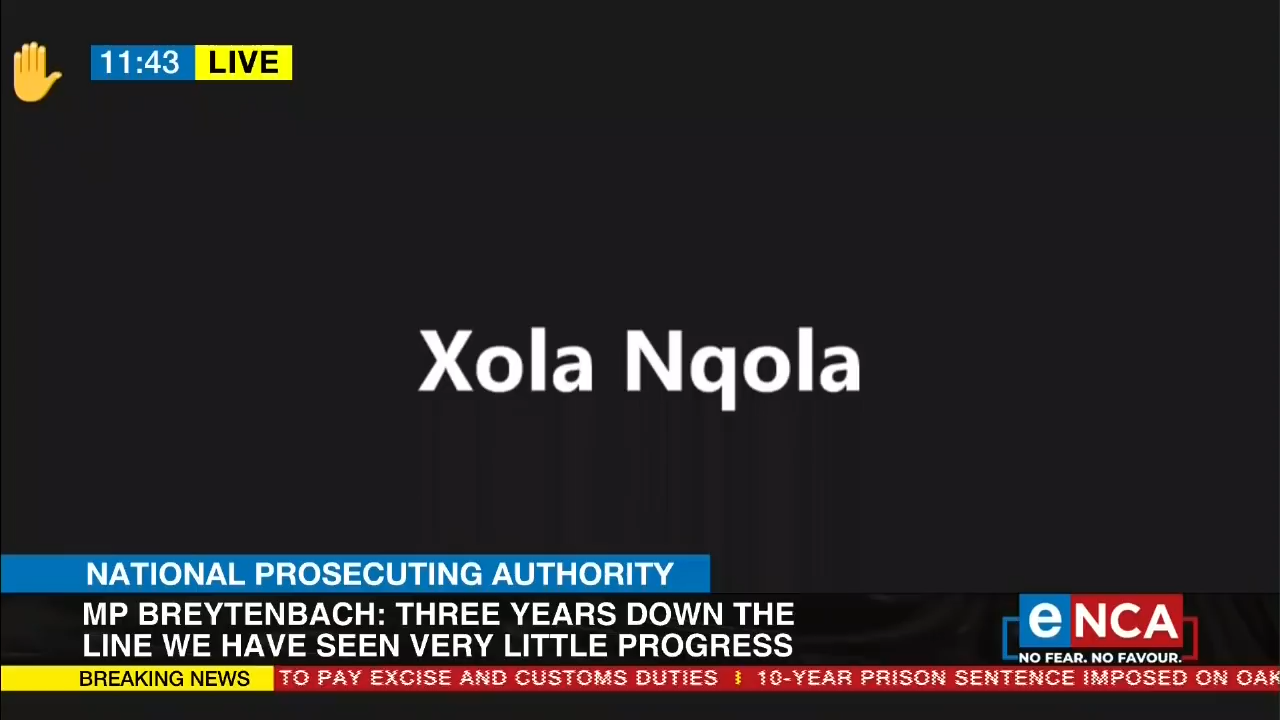 11:43 LIVE
Xola Nqola
NATIONAL PROSECUTING AUTHORITY
MP BREYTENBACH: THREE YEARS DOWN THE
LINE WE HAVE SEEN VERY LITTLE PROGRESS
eNCA
NO FEAR. NO FAVOUR.
BREAKING NEWS TO PAY EXCISE AND CUSTOMS DUTIES 10-YEAR PRISON SENTENCE IMPOSED ON OAK